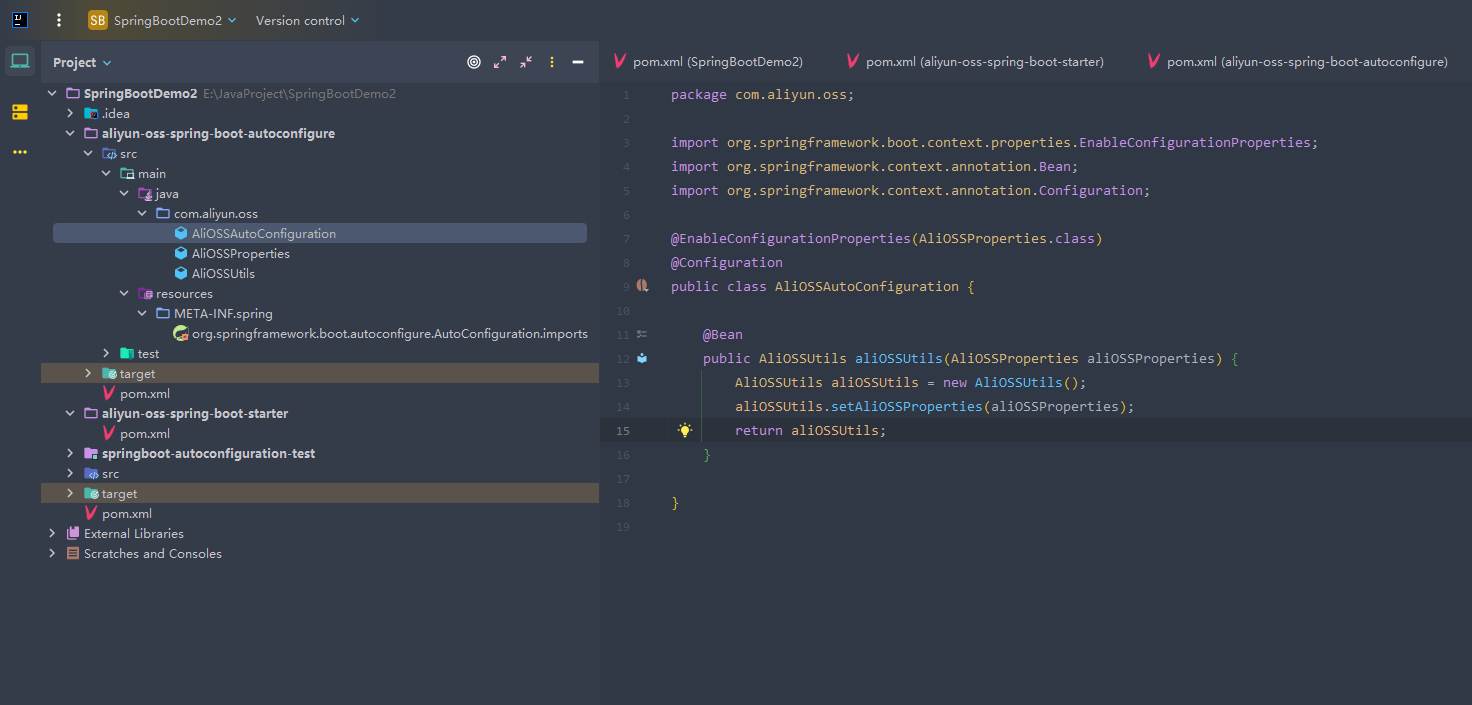 SB SpringBootDemo2 Version control
Project
SpringBootDemo2 E:\JavaProject\SpringBootDemo2
.idea
aliyun-oss-spring-boot-autoconfigure
src
main
java
com.aliyun.oss
AliOSSAutoConfiguration
AliOSSProperties
AliOSSUtils
resources
META-INF.spring
org.springframework.boot.autoconfigure.AutoConfiguration.imports
test
target
pom.xml
aliyun-oss-spring-boot-starter
pom.xml
springboot-autoconfiguration-test
src
target
pom.xml
External Libraries
Scratches and Consoles
pom.xml (SpringBootDemo2) pom.xml (aliyun-oss-spring-boot-starter) pom.xml (aliyun-oss-spring-boot-autoconfigure)
1 package com.aliyun.oss;
2
3 import org.springframework.boot.context.properties.EnableConfigurationProperties;
4 import org.springframework.context.annotation.Bean;
5 import org.springframework.context.annotation.Configuration;
6
7 @EnableConfigurationProperties(AliOSSProperties.class)
8 @Configuration
9 public class AliOSSAutoConfiguration {
10
11 @Bean
12 public AliOSSUtils aliOSSUtils(AliOSSProperties aliOSSProperties) {
13 AliOSSUtils aliOSSUtils = new AliOSSUtils();
14 aliOSSUtils.setAliOSSProperties(aliOSSProperties);
15 return aliOSSUtils;
16 }
17
18 }
19